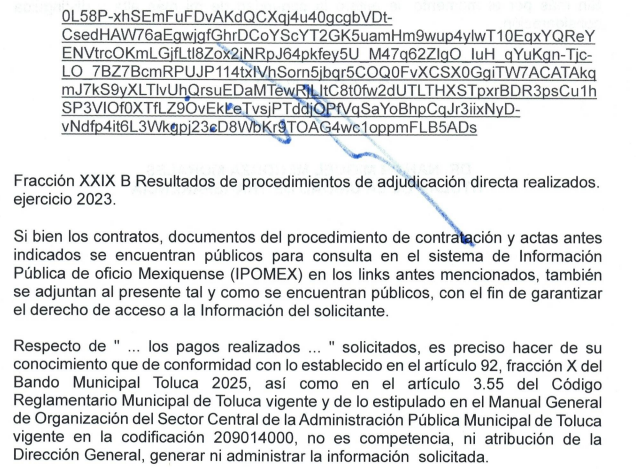 0L58P-xhSEmFuFDvAKdQCXqj4u40gcgbVDt-
CsedHAW76aEgwjgfGhrDCoYScYT2GK5uamHm9wup4ylwT10EqxYQReY
ENVtrcOKmLGjfLtI8Zox2iNRpJ64pkfey5U_M47q62ZIgO_IuH_qYuKgn-Tjc-
LO_7BZ7BcmRPUJP114txIVhSorn5jbqr5COQ0FvXCSX0GgiTW7ACATAkq
SP3VIOf0XTfLZ9OvEkLeTvsjPTddjOPfVqSaYoBhpCqJr3iixNyD-
vNdfp4it6L3Wkgpj23cD8WbKr9TOAG4wc1oppmFLB5ADs
Fracción XXIX B Resultados de procedimientos de adjudicación directa realizados.
ejercicio 2023.
Si bien los contratos, documentos del procedimiento de contratación y actas antes
indicados se encuentran públicos para consulta en el sistema de Información
Pública de oficio Mexiquense (IPOMEX) en los links antes mencionados, también
se adjuntan al presente tal y como se encuentran públicos, con el fin de garantizar
el derecho de acceso a la Información del solicitante.
Respecto de " ... los pagos realizados ... " solicitados, es preciso hacer de su
conocimiento que de conformidad con lo establecido en el artículo 92, fracción X del
Bando Municipal Toluca 2025, así como en el artículo 3.55 del Código
Reglamentario Municipal de Toluca vigente y de lo estipulado en el Manual General
de Organización del Sector Central de la Administración Pública Municipal de Toluca
vigente en la codificación 209014000, no es competencia, ni atribución de la
Dirección General, generar ni administrar la información solicitada.